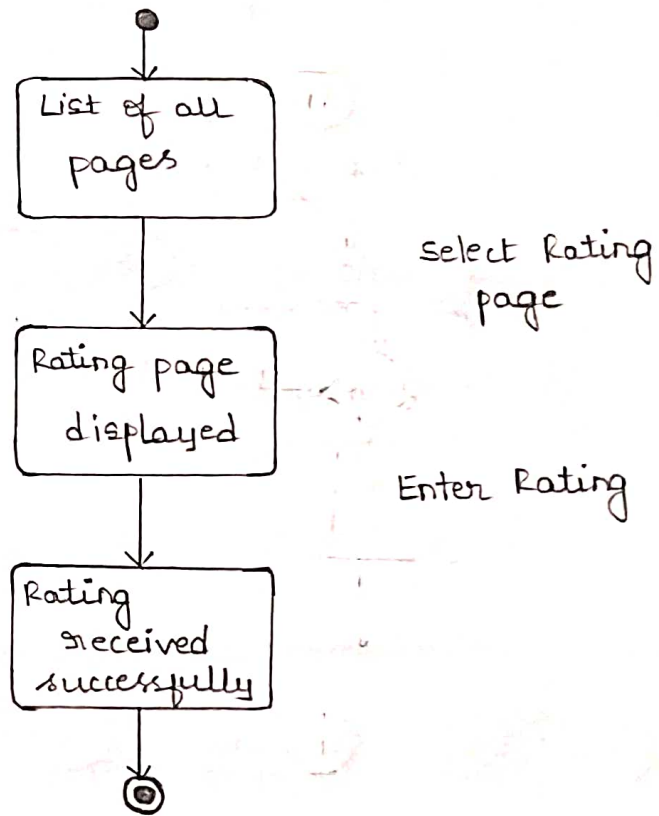 List of all
pages
Select Rating
page
Rating page
displayed
Enter Rating
Rating
received
successfully